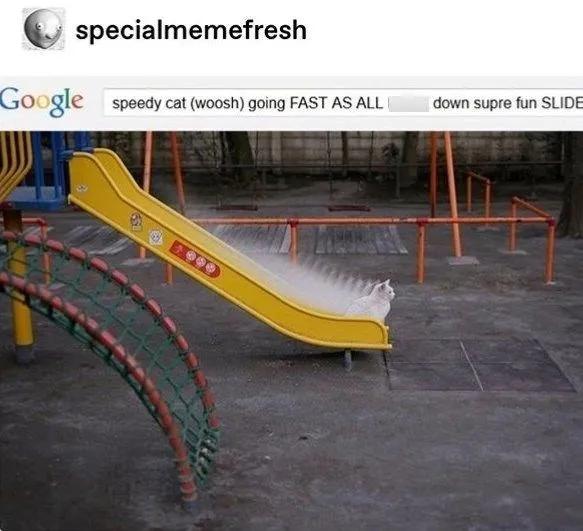 specialmemefresh
Google
speedy cat (woosh) going FAST AS ALL down supre fun SLIDE